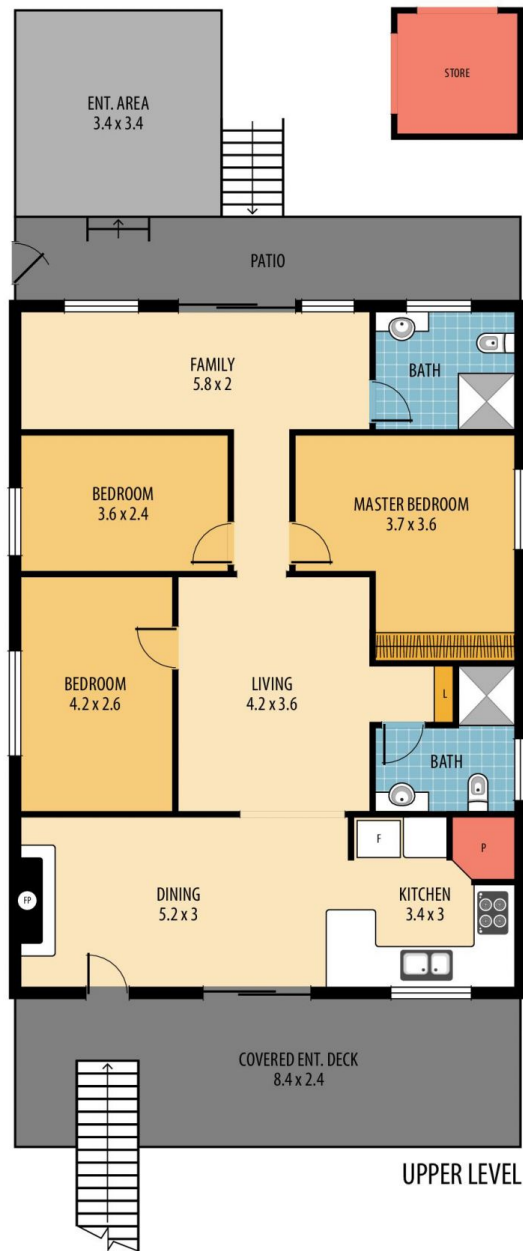 ENT. AREA
3.4 x 3.4
STORE
PATIO
FAMILY
5.8 x 2
BATH
BEDROOM
3.6 x 2.4
MASTER BEDROOM
3.7 x 3.6
BEDROOM
4.2 x 2.6
LIVING
4.2 x 3.6
L
BATH
F
P
FP
DINING
5.2 x 3
KITCHEN
3.4 x 3
COVERED ENT. DECK
8.4 x 2.4
UPPER LEVEL